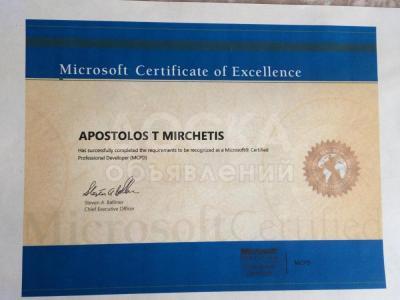 Microsoft Certificate of Excellence
APOSTOLOS T MIRCHETIS
Has successfully completed the requirements to be recognized as a Microsoft® Certified
Professional Developer (MCPD)
ДОСКА
объявлений
Steven A. Ballmer
Chief Executive Officer
Microsoft Certified
Microsoft
MCPD